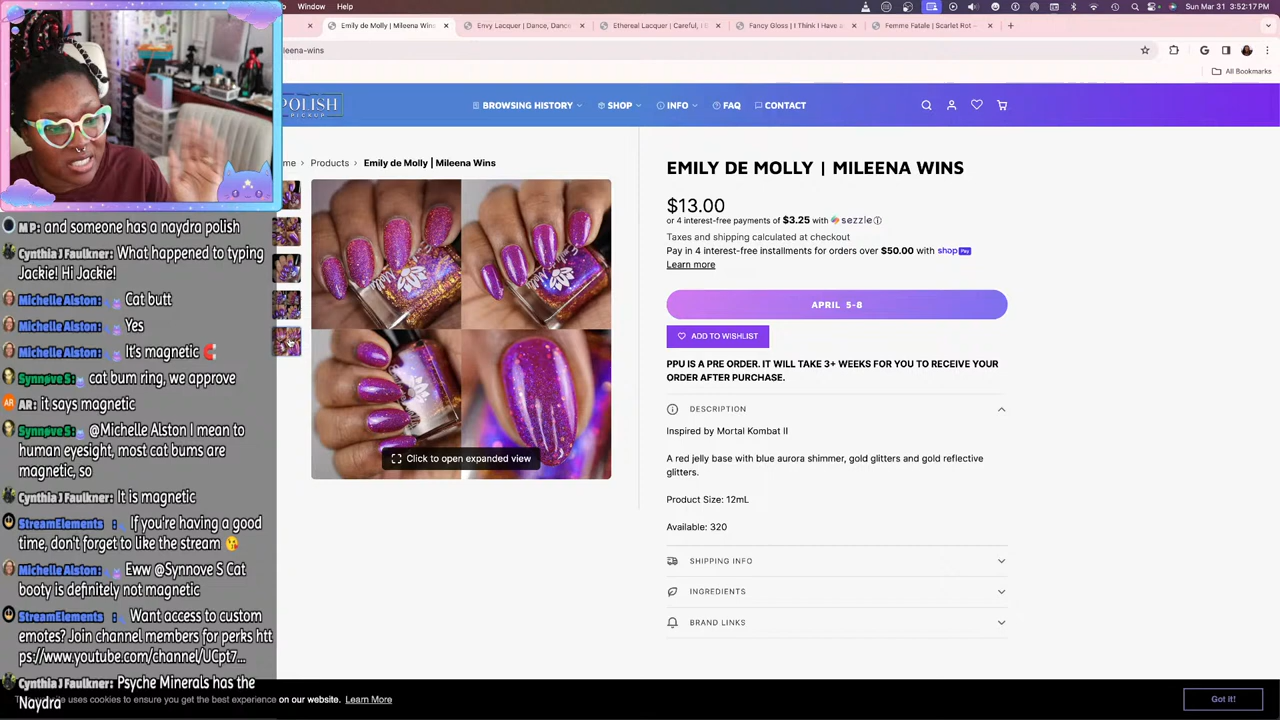 Window Help
Sun Mar 31 3:52:17 PM
Emily de Molly | Mileena Wins
Envy Lacquer | Dance, Dance
Ethereal Lacquer | Careful, I
Fancy Gloss | I Think I Have
Femme Fatale | Scarlet Rot –
leena-wins
All Bookmarks
POLISH
PICKUP
BROWSING HISTORY
SHOP
INFO
FAQ
CONTACT
me > Products > Emily de Molly | Mileena Wins
EMILY DE MOLLY | MILEENA WINS
$13.00
or 4 interest-free payments of $3.25 with sezzle
Taxes and shipping calculated at checkout
Pay in 4 interest-free installments for orders over $50.00 with shop Pay
Learn more
APRIL 5-8
ADD TO WISHLIST
PPU IS A PRE ORDER. IT WILL TAKE 3+ WEEKS FOR YOU TO RECEIVE YOUR
ORDER AFTER PURCHASE.
DESCRIPTION
Inspired by Mortal Kombat II
A red jelly base with blue aurora shimmer, gold glitters and gold reflective
glitters.
Product Size: 12mL
Available: 320
SHIPPING INFO
INGREDIENTS
BRAND LINKS
Click to open expanded view
M P: and someone has a naydra polish
Cynthia J Faulkner: What happened to typing
Jackie! Hi Jackie!
Michelle Alston: Cat butt
Michelle Alston: Yes
Michelle Alston: It's magnetic
Synnøve S: cat bum ring, we approve
AR AR: it says magnetic
Synnøve S: @Michelle Alston I mean to
human eyesight, most cat bums are
magnetic, so
Cynthia J Faulkner: It is magnetic
StreamElements : If you're having a good
time, don't forget to like the stream
Michelle Alston: Eww @Synnove S Cat
booty is definitely not magnetic
StreamElements : Want access to custom
emotes? Join channel members for perks htt
ps://www.youtube.com/channel/UCpt7...
Cynthia J Faulkner: Psyche Minerals has the
Naydra
uses cookies to ensure you get the best experience on our website. Learn More
Got it!